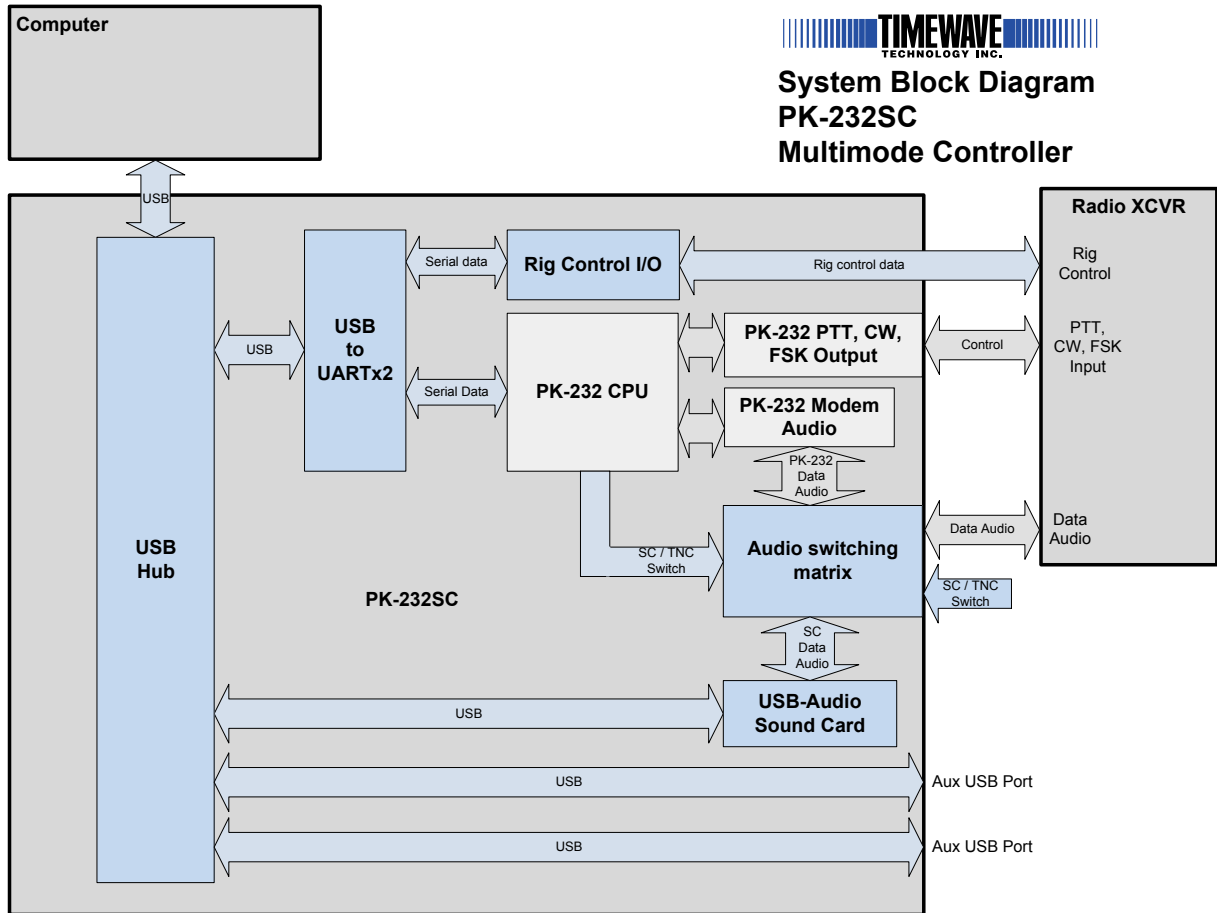 Computer
TIMEWAVE
TECHNOLOGY INC.
System Block Diagram
PK-232SC
Multimode Controller
USB
Radio XCVR
Serial data
Rig Control I/O
Rig control data
Rig
Control
USB
to
UARTx2
USB
PK-232 CPU
PK-232 PTT, CW,
FSK Output
Control
PTT,
CW, FSK
Input
Serial Data
PK-232 Modem
Audio
PK-232
Data
Audio
USB
Hub
SC / TNC
Switch
Audio switching
matrix
Data Audio
Data
Audio
SC / TNC
Switch
PK-232SC
SC
Data
Audio
USB
USB-Audio
Sound Card
USB
Aux USB Port
USB
Aux USB Port